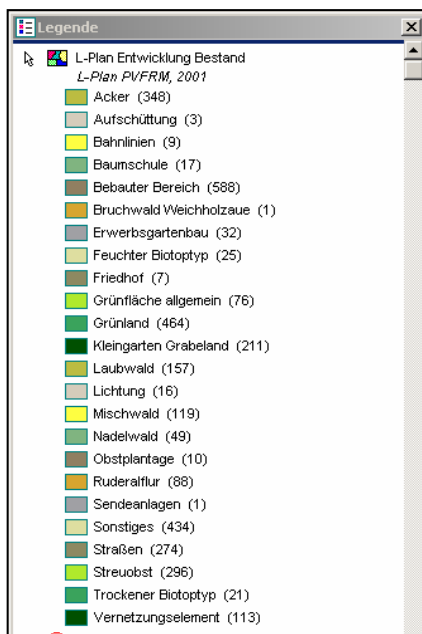 Legende
L-Plan Entwicklung Bestand
L-Plan PVFRM, 2001
Acker (348)
Aufschüttung (3)
Bahnlinien (9)
Baumschule (17)
Bebauter Bereich (588)
Bruchwald Weichholzaue (1)
Erwerbsgartenbau (32)
Feuchter Biotoptyp (25)
Friedhof (7)
Grünfläche allgemein (76)
Grünland (464)
Kleingarten Grabeland (211)
Laubwald (157)
Lichtung (16)
Mischwald (119)
Nadelwald (49)
Obstplantage (10)
Ruderalflur (88)
Sendeanlagen (1)
Sonstiges (434)
Straßen (274)
Streuobst (296)
Trockener Biotoptyp (21)
Vernetzungselement (113)